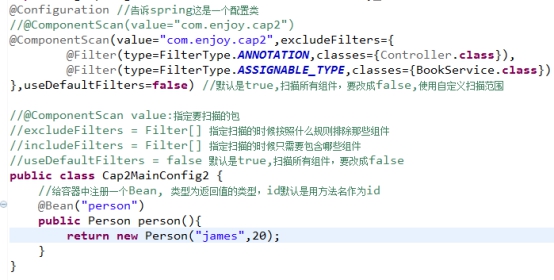 @Configuration //告诉spring这是一个配置类
//@ComponentScan(value="com.enjoy.cap2")
@ComponentScan(value="com.enjoy.cap2",excludeFilters={
@Filter(type=FilterType.ANNOTATION,classes={Controller.class}),
@Filter(type=FilterType.ASSIGNABLE_TYPE,classes={BookService.class})
},useDefaultFilters=false) //默认是true,扫描所有组件，要改成false,使用自定义扫描范围
//@ComponentScan value:指定要扫描的包
//excludeFilters = Filter[] 指定扫描的时候按照什么规则排除那些组件
//includeFilters = Filter[] 指定扫描的时候只需要包含哪些组件
//useDefaultFilters = false 默认是true,扫描所有组件，要改成false
public class Cap2MainConfig2 {
//给容器中注册一个Bean, 类型为返回值的类型, id默认是用方法名作为id
@Bean("person")
public Person person(){
return new Person("james",20);
}
}